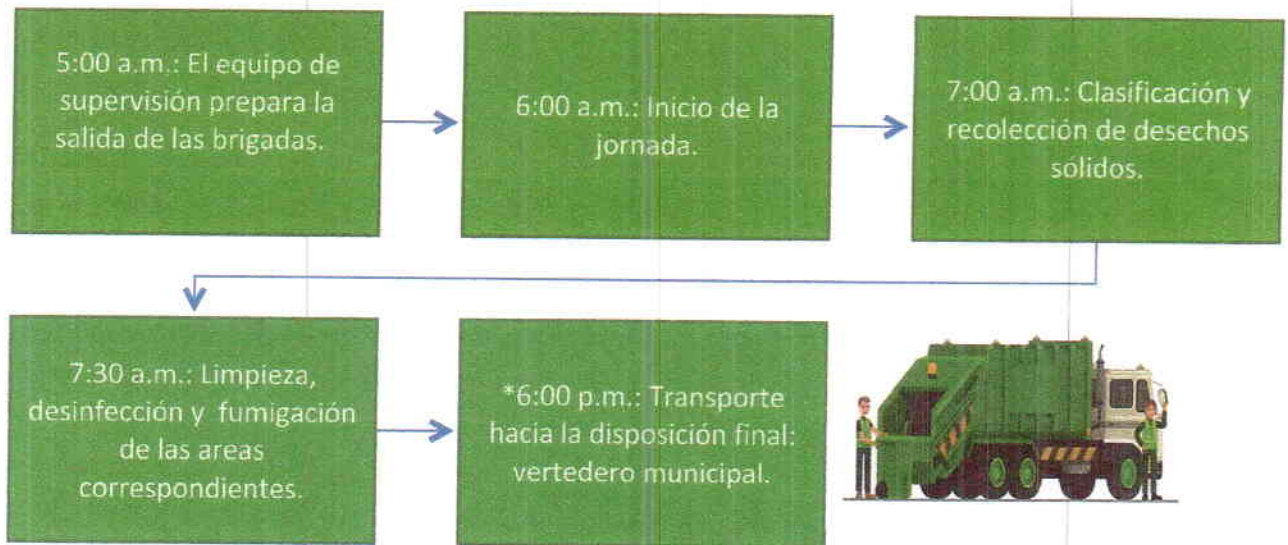 5:00 a.m.: El equipo de
supervisión prepara la
salida de las brigadas.
6:00 a.m.: Inicio de la
jornada.
7:00 a.m.: Clasificación y
recolección de desechos
sólidos.
7:30 a.m.: Limpieza,
desinfección y fumigación
de las areas
correspondientes.
*6:00 p.m.: Transporte
hacia la disposición final:
vertedero municipal.